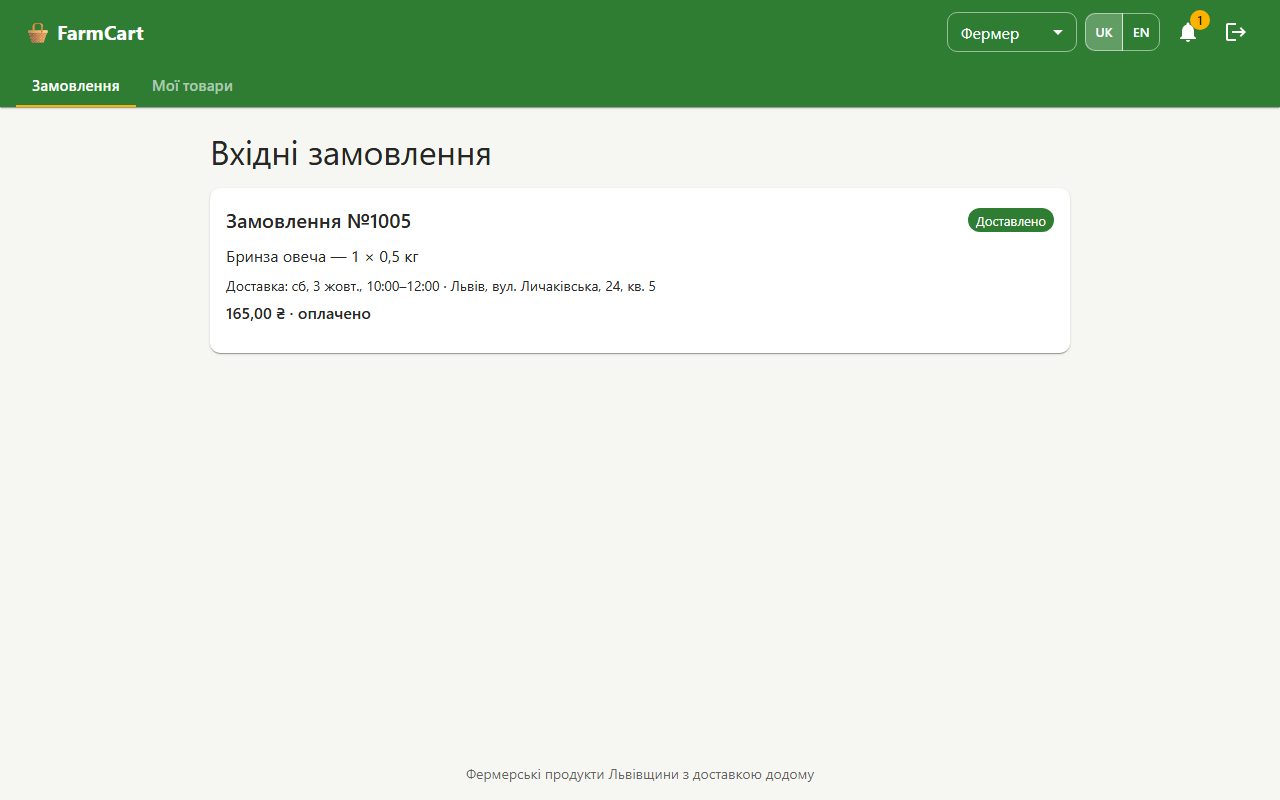 FarmCart
Фермер
UK EN
1
Замовлення Мої товари
Вхідні замовлення
Замовлення №1005
Доставлено
Бринза овеча — 1 × 0,5 кг
Доставка: сб, 3 жовт., 10:00–12:00 · Львів, вул. Личаківська, 24, кв. 5
165,00 ₴ · оплачено
Фермерські продукти Львівщини з доставкою додому